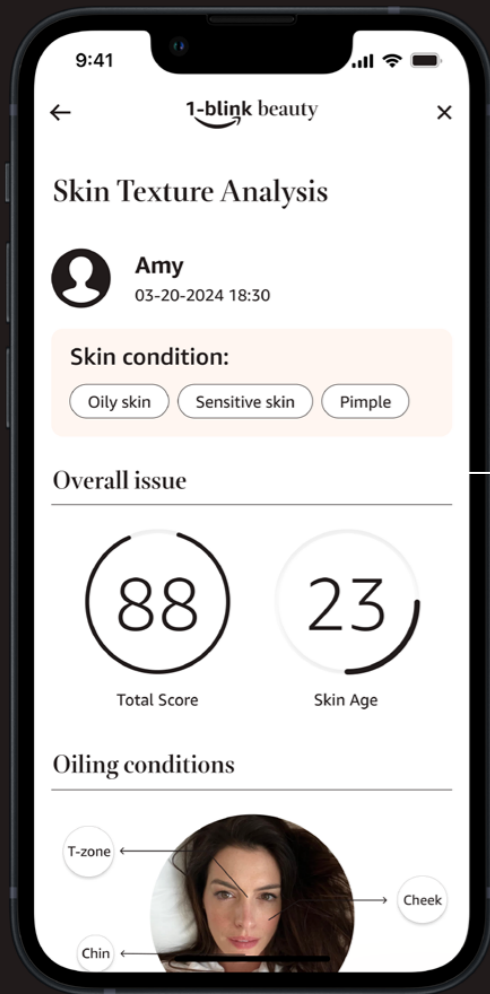 9:41
1-blink beauty
Skin Texture Analysis
Amy
03-20-2024 18:30
Skin condition:
Oily skin Sensitive skin Pimple
Overall issue
88 23
Total Score Skin Age
Oiling conditions
T-zone
Cheek
Chin